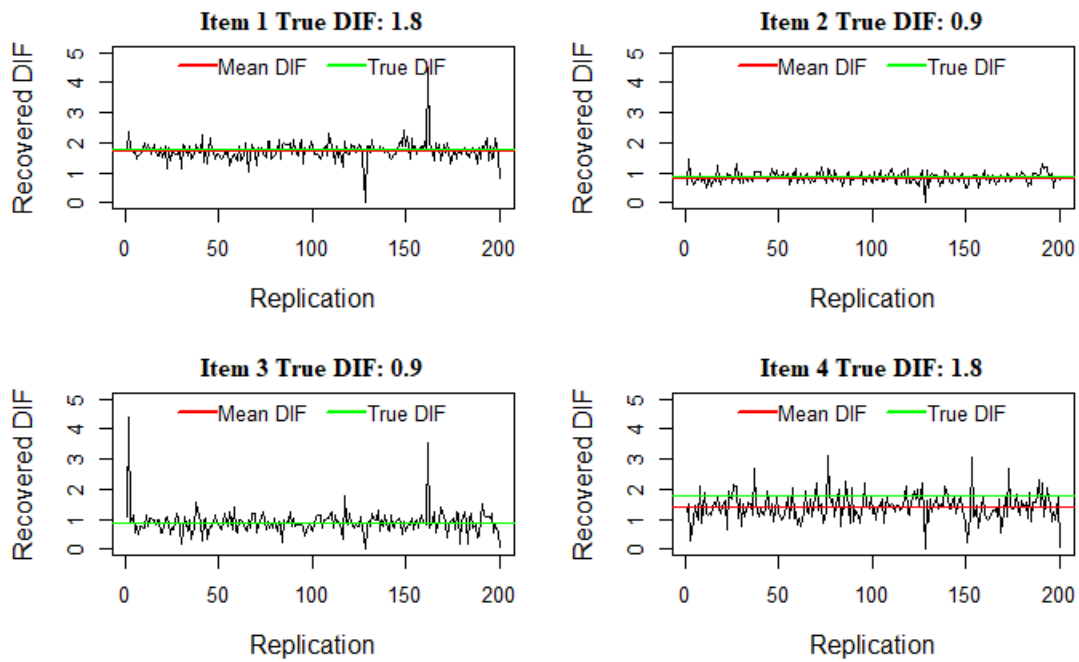 Item 1 True DIF: 1.8
Recovered DIF
5
4
3
2
1
0
Mean DIF
True DIF
0
50
100
150
200
Replication
Item 2 True DIF: 0.9
Recovered DIF
5
4
3
2
1
0
Mean DIF
True DIF
0
50
100
150
200
Replication
Item 3 True DIF: 0.9
Recovered DIF
5
4
3
2
1
0
Mean DIF
True DIF
0
50
100
150
200
Replication
Item 4 True DIF: 1.8
Recovered DIF
5
4
3
2
1
0
Mean DIF
True DIF
0
50
100
150
200
Replication